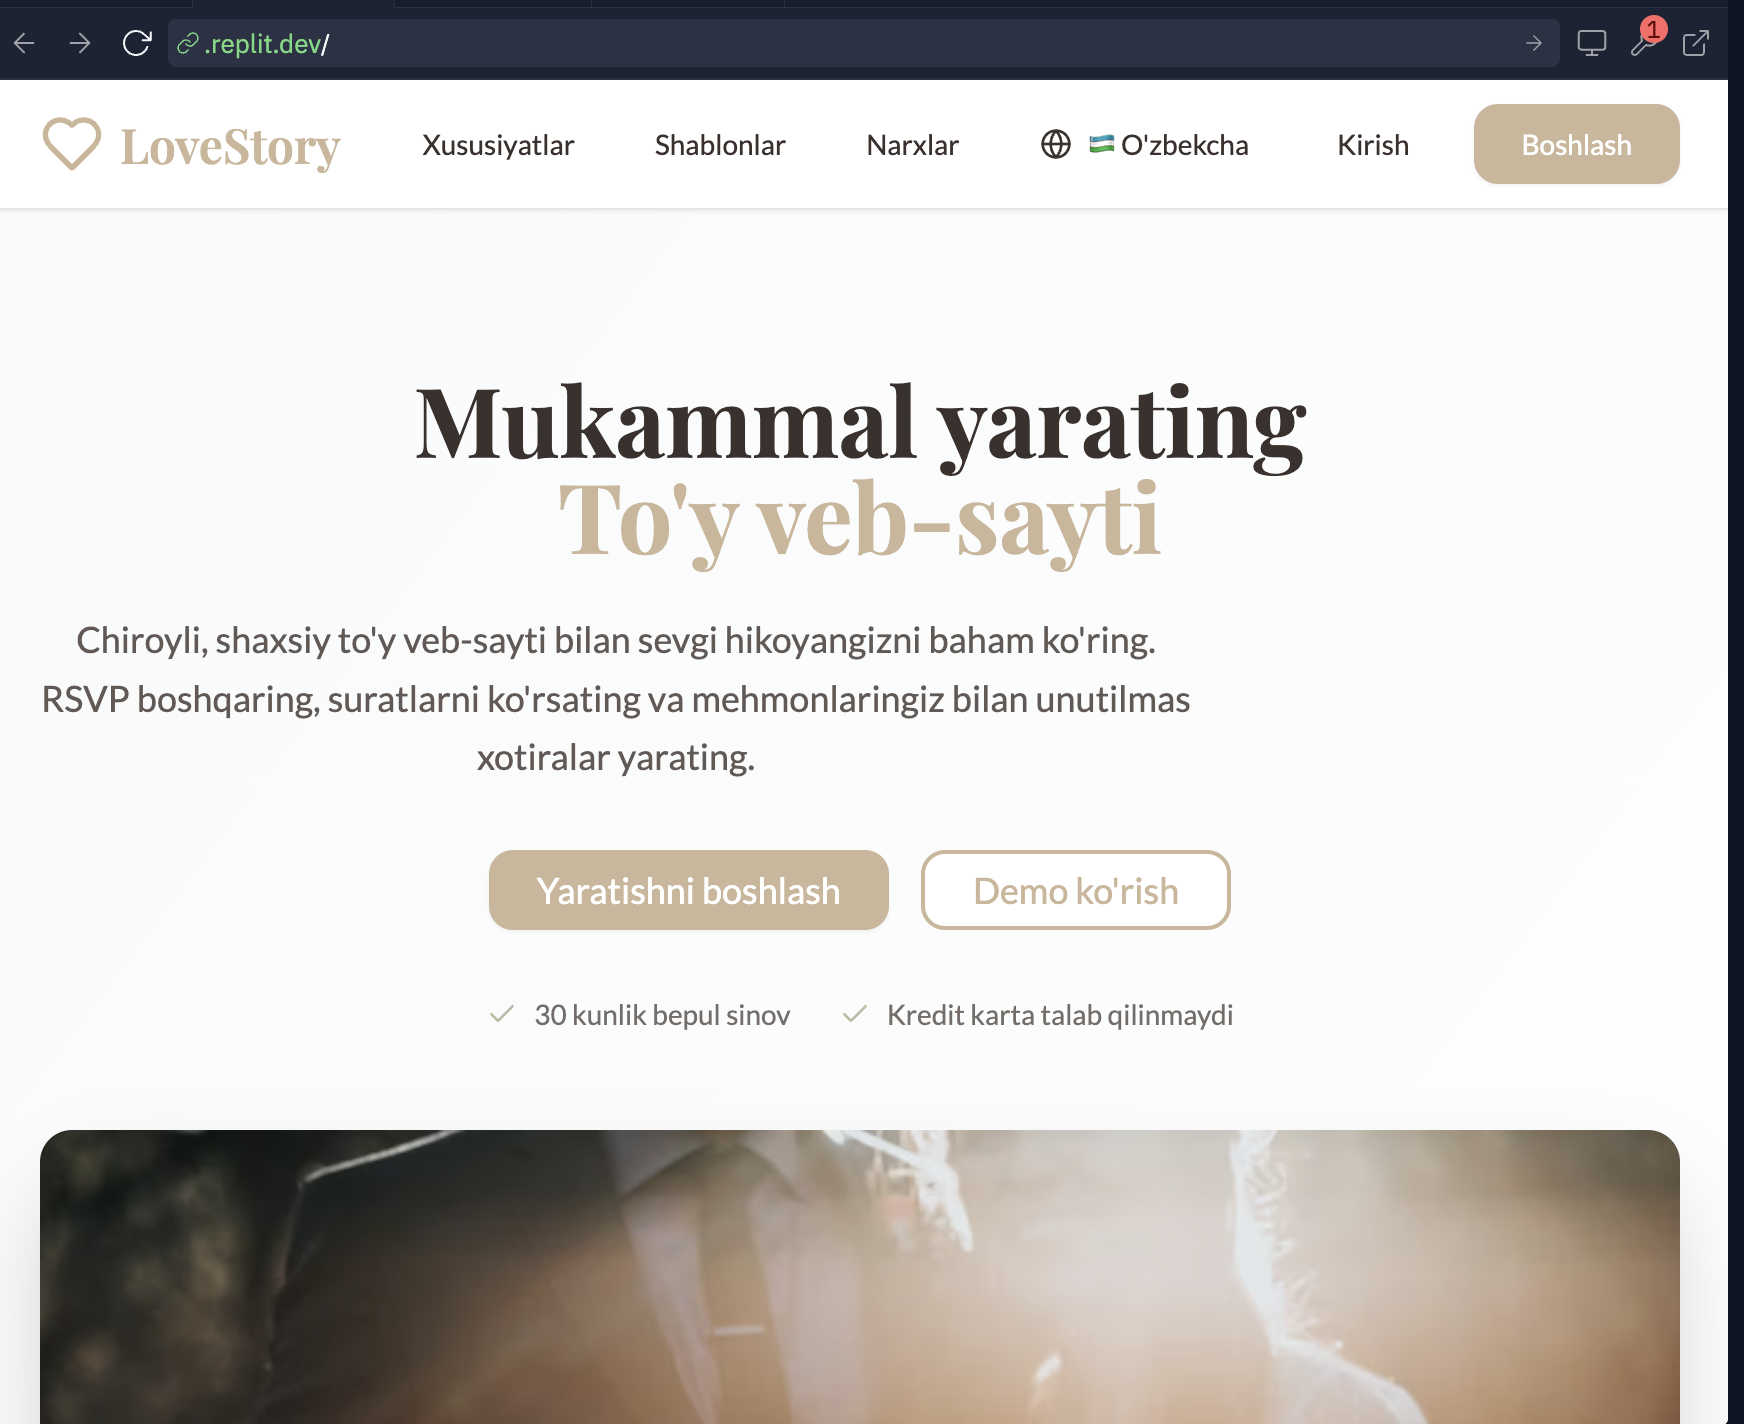 .replit.dev/
1
LoveStory
Xususiyatlar
Shablonlar
Narxlar
O'zbekcha
Kirish
Boshlash
Mukammal yarating
To'y veb-sayti
Chiroyli, shaxsiy to'y veb-sayti bilan sevgi hikoyangizni baham ko'ring.
RSVP boshqaring, suratlarni ko'rsating va mehmonlaringiz bilan unutilmas
xotiralar yarating.
Yaratishni boshlash
Demo ko'rish
30 kunlik bepul sinov
Kredit karta talab qilinmaydi